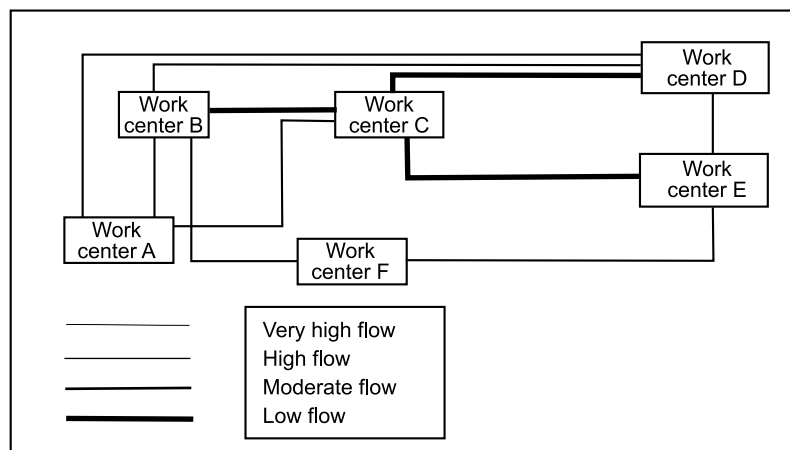 Work
center D
Work
center B
Work
center C
Work
center E
Work
center A
Work
center F
Very high flow
High flow
Moderate flow
Low flow